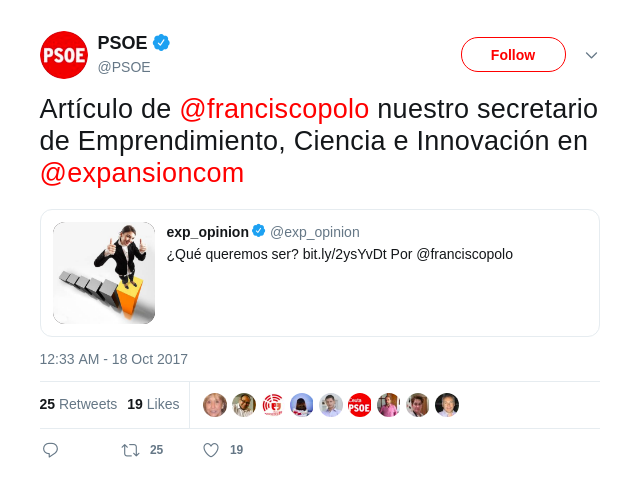 PSOE
PSOE
@PSOE
Follow
Artículo de @franciscopolo nuestro secretario
de Emprendimiento, Ciencia e Innovación en
@expansioncom
exp_opinion @exp_opinion
¿Qué queremos ser? bit.ly/2ysYvDt Por @franciscopolo
12:33 AM - 18 Oct 2017
25 Retweets 19 Likes
PSOE
25 19